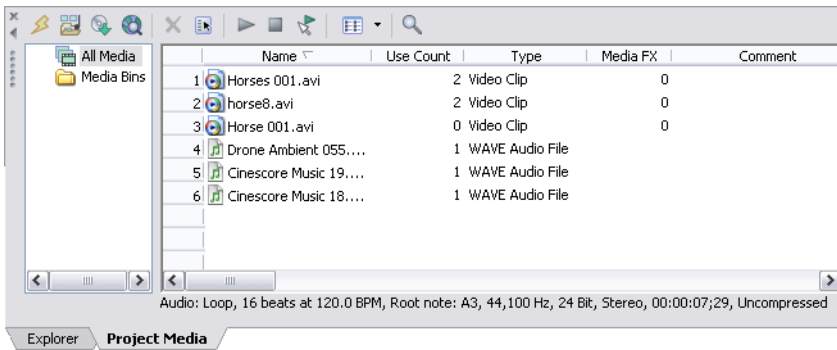 All Media
Media Bins
Name Use Count Type Media FX Comment
1 Horses 001.avi 2 Video Clip 0
2 horse8.avi 2 Video Clip 0
3 Horse 001.avi 0 Video Clip 0
4 Drone Ambient 055.... 1 WAVE Audio File
5 Cinescore Music 19.... 1 WAVE Audio File
6 Cinescore Music 18.... 1 WAVE Audio File
Audio: Loop, 16 beats at 120.0 BPM, Root note: A3, 44,100 Hz, 24 Bit, Stereo, 00:00:07;29, Uncompressed
Explorer Project Media